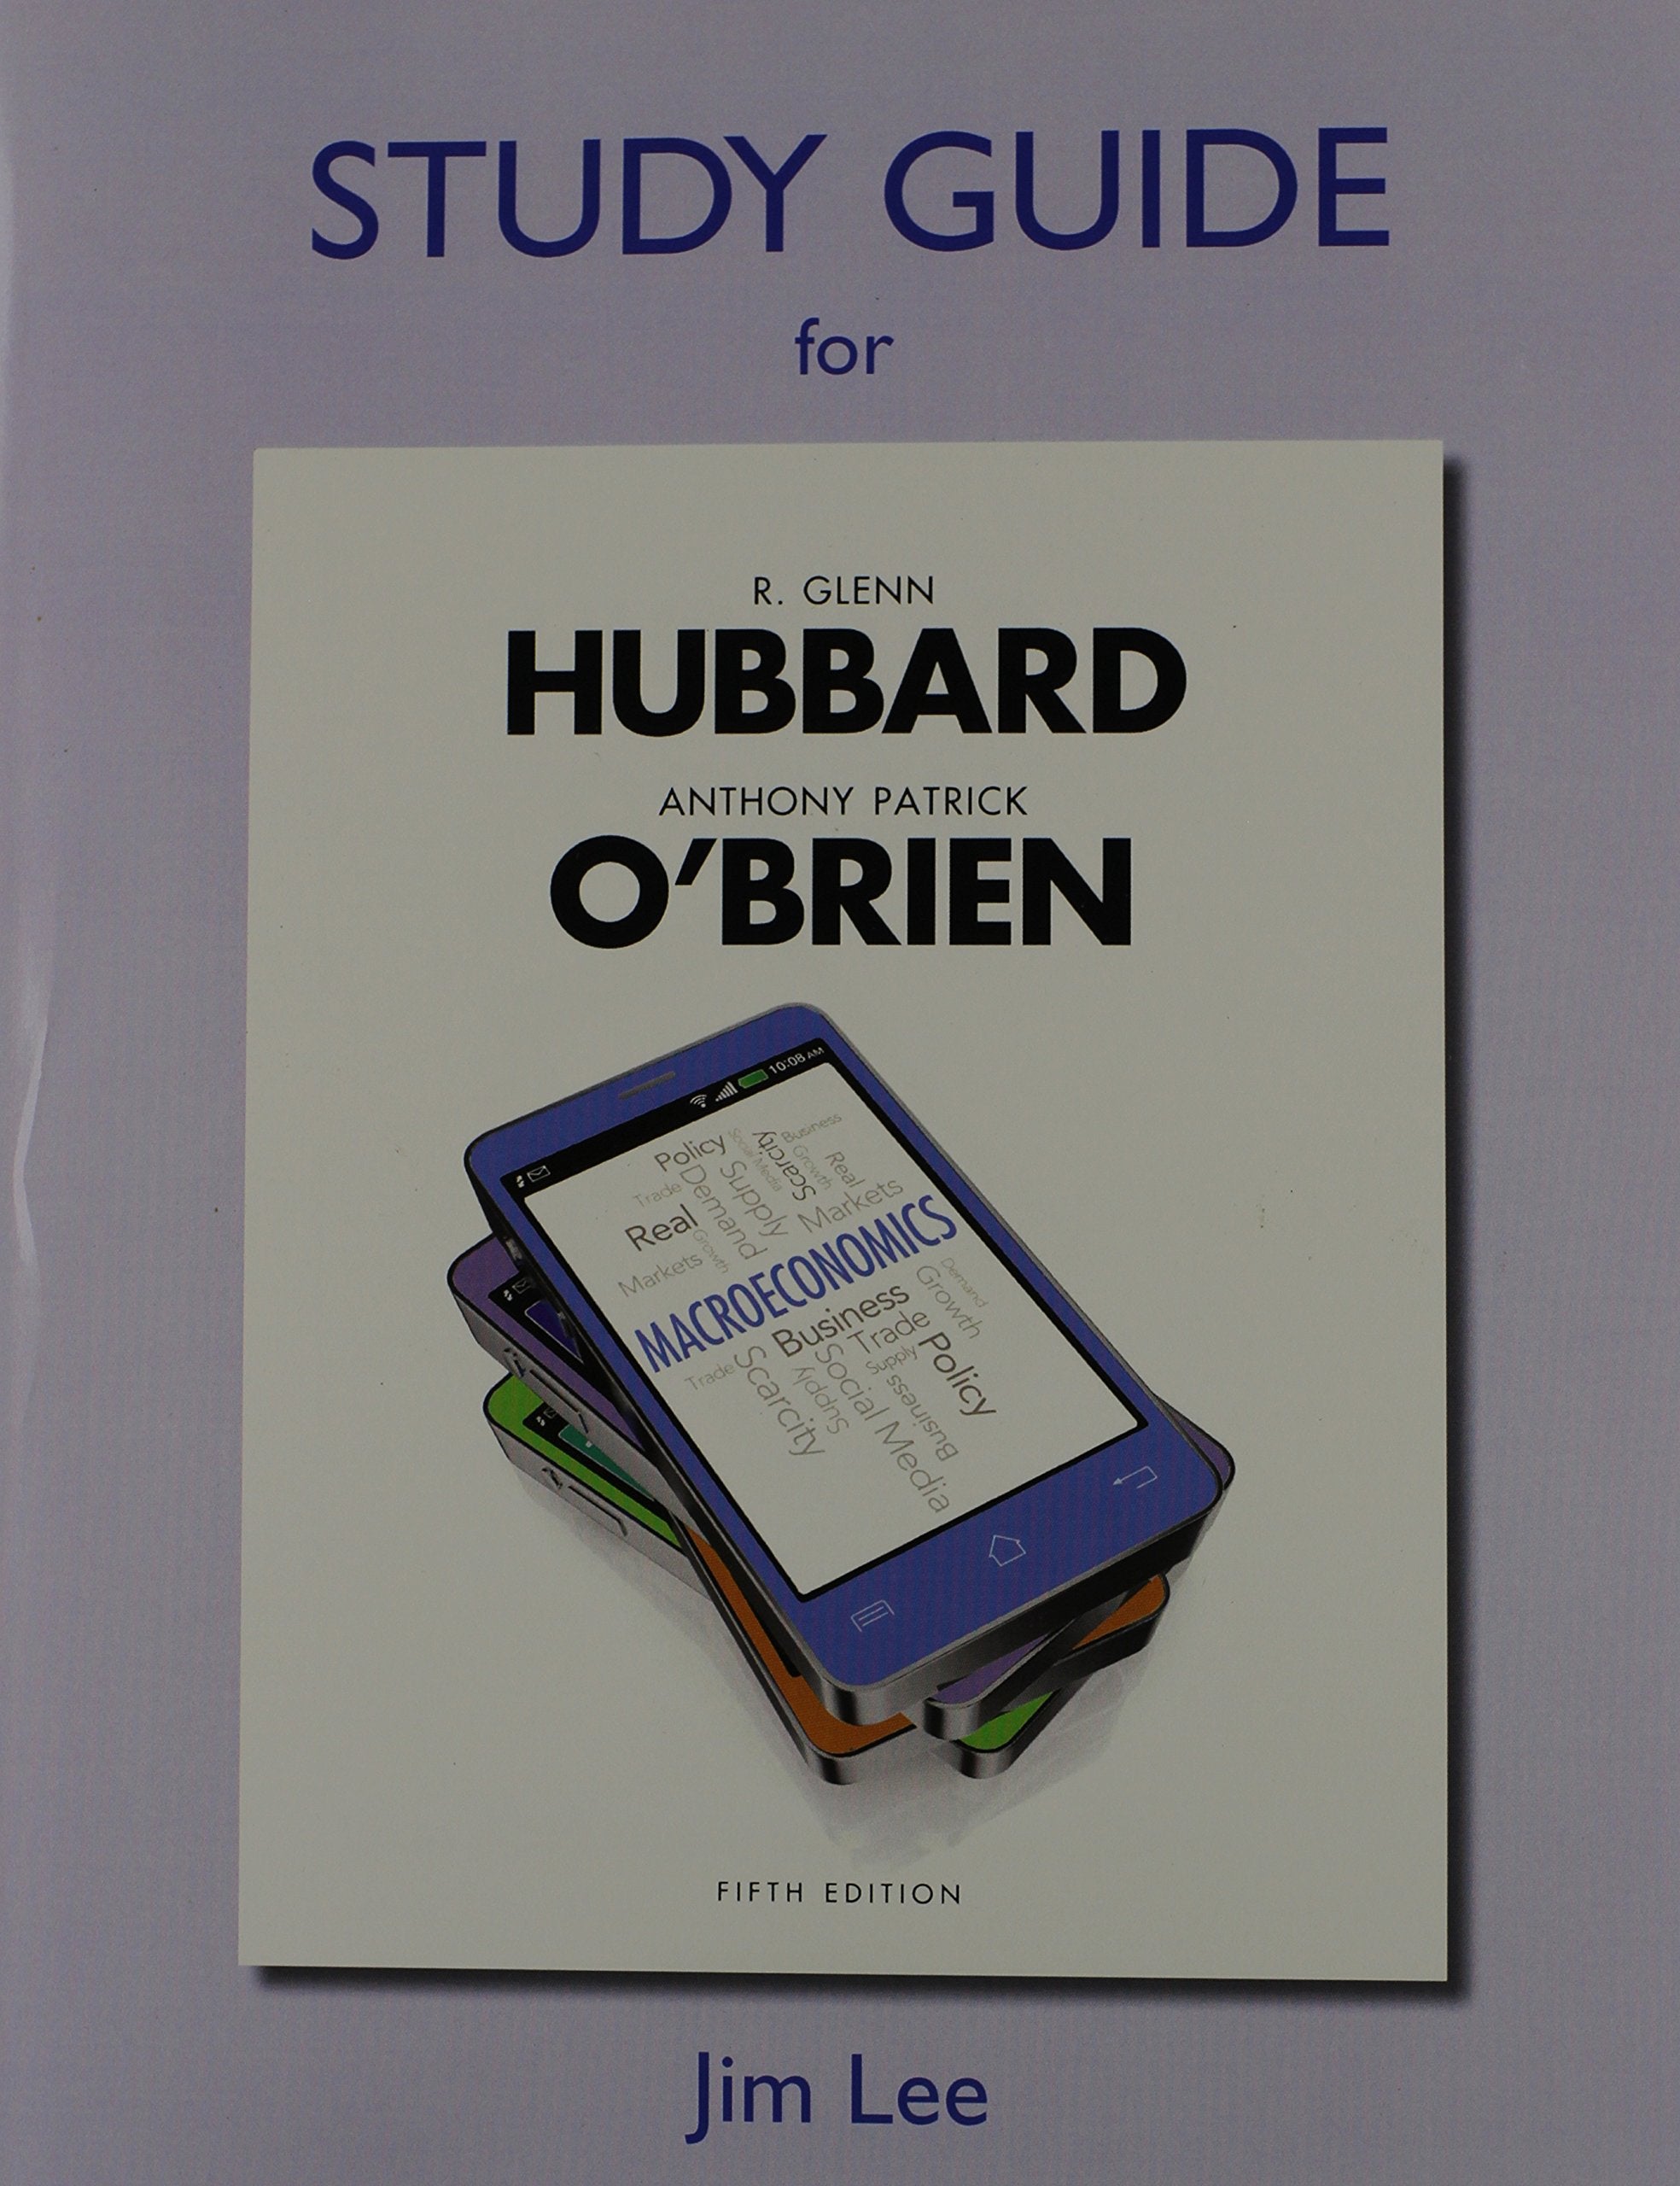 STUDY GUIDE
for
R. GLENN
HUBBARD
ANTHONY PATRICK
O'BRIEN
10:08 AM
Policy
Social Media
Scarcity
Business
Growth
Real
Trade
Demand
Supply
Markets
Real
Growth
Markets
MACROECONOMICS
Demand
Growth
Business
Trade
Policy
Trade
Scarcity
Supply
Social Media
Supply
Business
FIFTH EDITION
Jim Lee